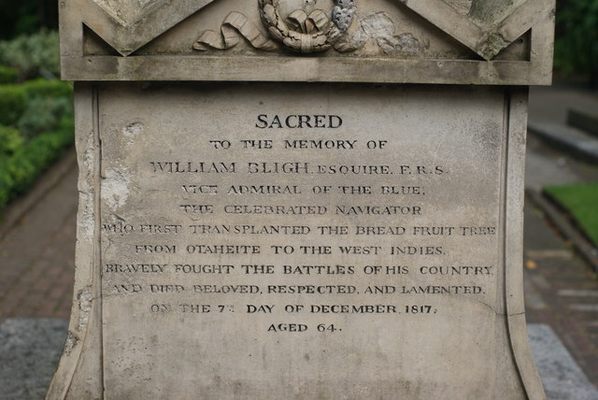 SACRED
TO THE MEMORY OF
WILLIAM BLIGH, ESQUIRE, F.R.S.
VICE ADMIRAL OF THE BLUE,
THE CELEBRATED NAVIGATOR
WHO FIRST TRANSPLANTED THE BREAD FRUIT TREE
FROM OTAHEITE TO THE WEST INDIES,
BRAVELY FOUGHT THE BATTLES OF HIS COUNTRY,
AND DIED BELOVED, RESPECTED, AND LAMENTED,
ON THE 7TH DAY OF DECEMBER, 1817,
AGED 64.